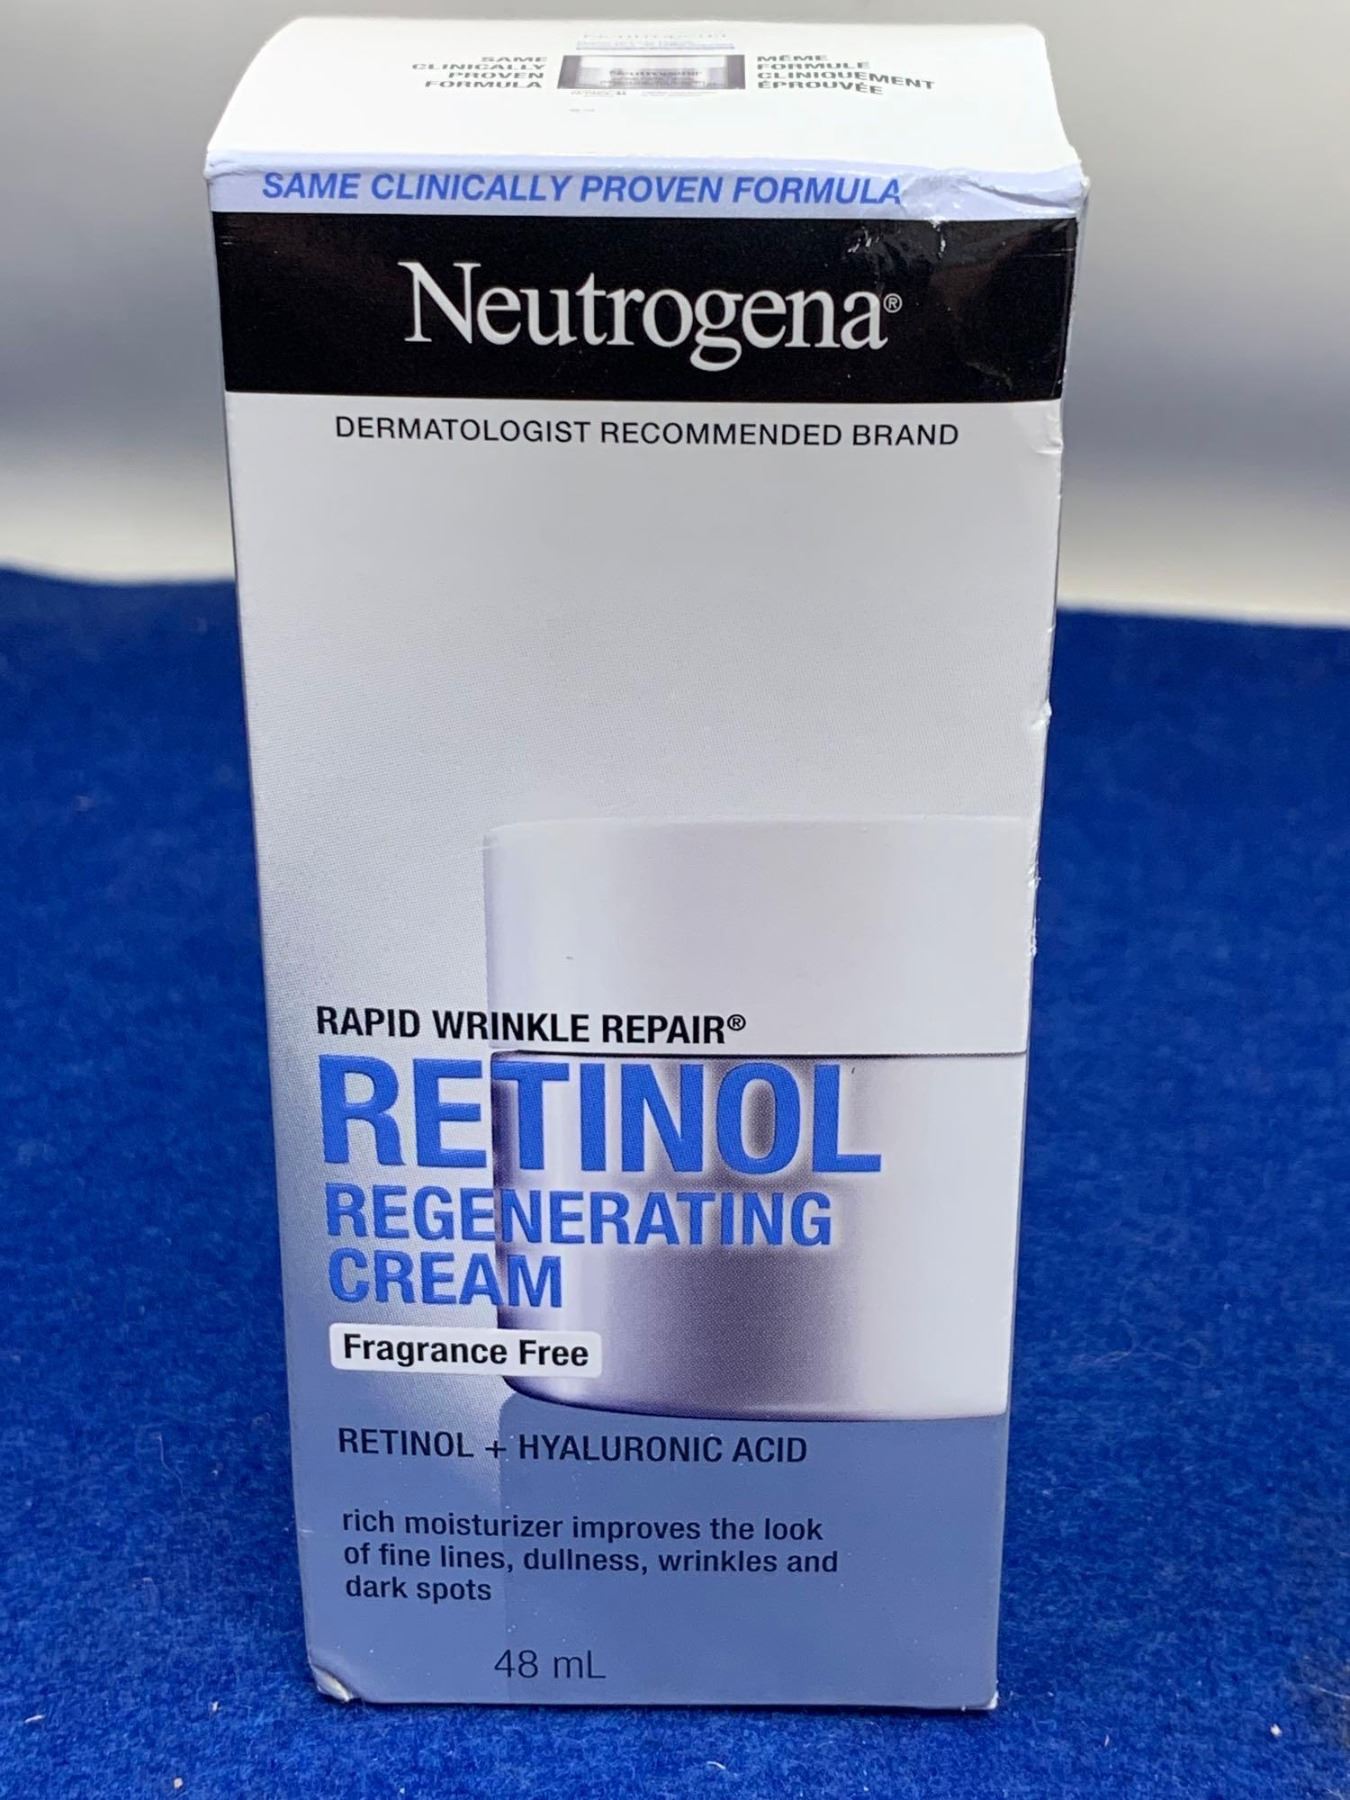 SAME
CLINICALLY
PROVEN
FORMULA
MÊME
FORMULE
CLINIQUEMENT
ÉPROUVÉE
SAME CLINICALLY PROVEN FORMULA
Neutrogena®
DERMATOLOGIST RECOMMENDED BRAND
RAPID WRINKLE REPAIR®
RETINOL
REGENERATING
CREAM
Fragrance Free
RETINOL + HYALURONIC ACID
rich moisturizer improves the look
of fine lines, dullness, wrinkles and
dark spots
48 mL